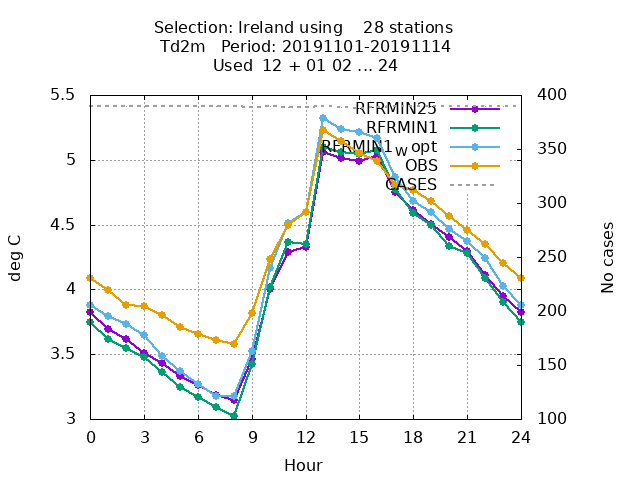 Selection: Ireland using    28 stations
Td2m   Period: 20191101-20191114
Used  12 + 01 02 ... 24
5.5
5
4.5
4
3.5
3
deg C
400
350
300
250
200
150
100
No cases
RFRMIN25
RFRMIN1
RFRMIN1w opt
OBS
CASES
0 3 6 9 12 15 18 21 24
Hour